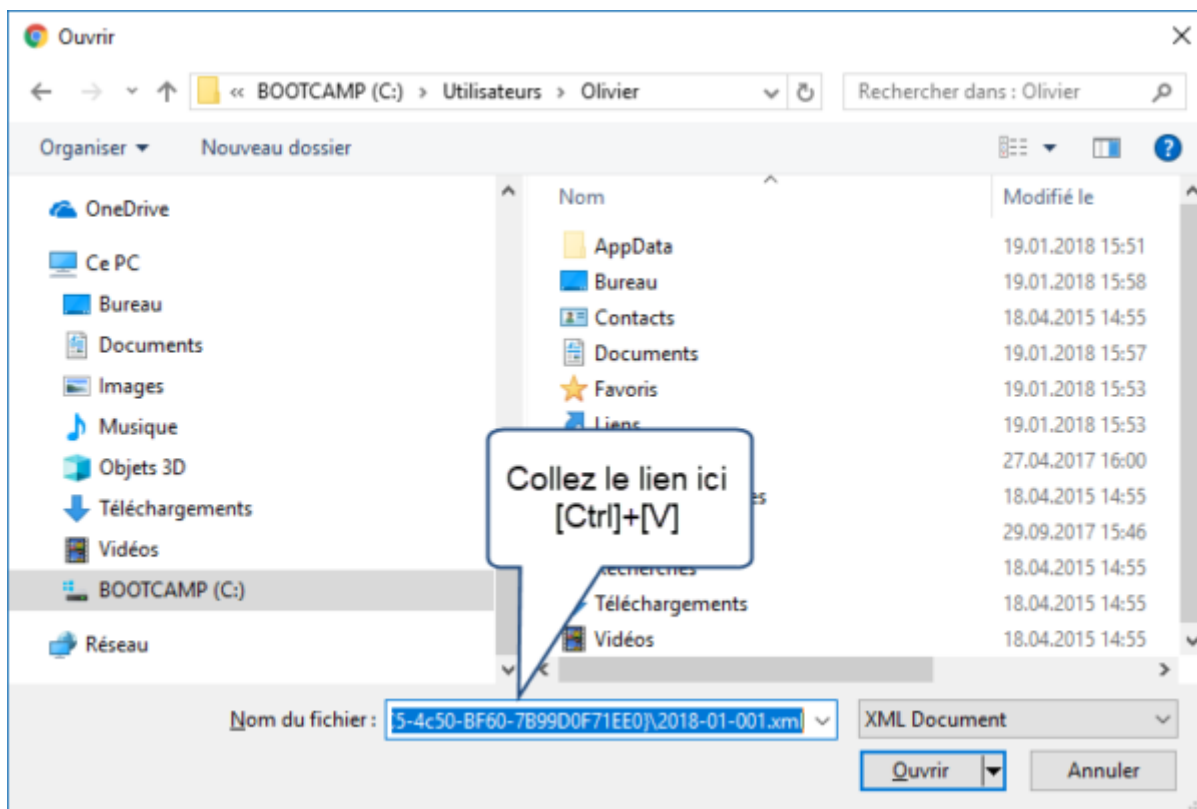 Ouvrir
« BOOTCAMP (C:) › Utilisateurs › Olivier
Rechercher dans : Olivier
Organiser
Nouveau dossier
OneDrive
Ce PC
Bureau
Documents
Images
Musique
Objets 3D
Téléchargements
Vidéos
BOOTCAMP (C:)
Réseau
Nom
Modifié le
AppData 19.01.2018 15:51
Bureau 19.01.2018 15:58
Contacts 18.04.2015 14:55
Documents 19.01.2018 15:57
Favoris 19.01.2018 15:53
Liens 19.01.2018 15:53
27.04.2017 16:00
18.04.2015 14:55
29.09.2017 15:46
Recherches 18.04.2015 14:55
Téléchargements 18.04.2015 14:55
Vidéos 18.04.2015 14:55
Collez le lien ici
[Ctrl]+[V]
Nom du fichier : 5-4c50-BF60-7B99D0F71EE0}\2018-01-001.xml
XML Document
Ouvrir
Annuler